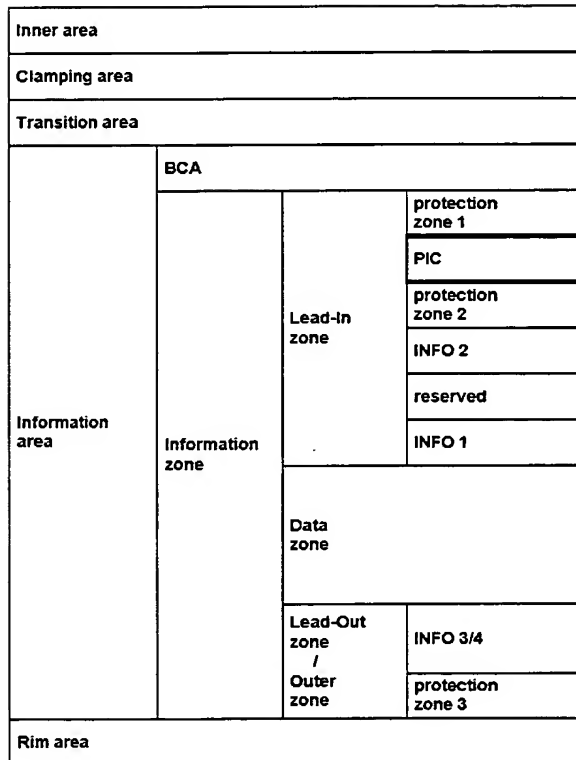 Inner area
Clamping area
Transition area
Information
area
BCA
Information
zone
Lead-In
zone
protection
zone 1
PIC
protection
zone 2
INFO 2
reserved
INFO 1
Data
zone
Lead-Out
zone
/
Outer
zone
INFO 3/4
protection
zone 3
Rim area